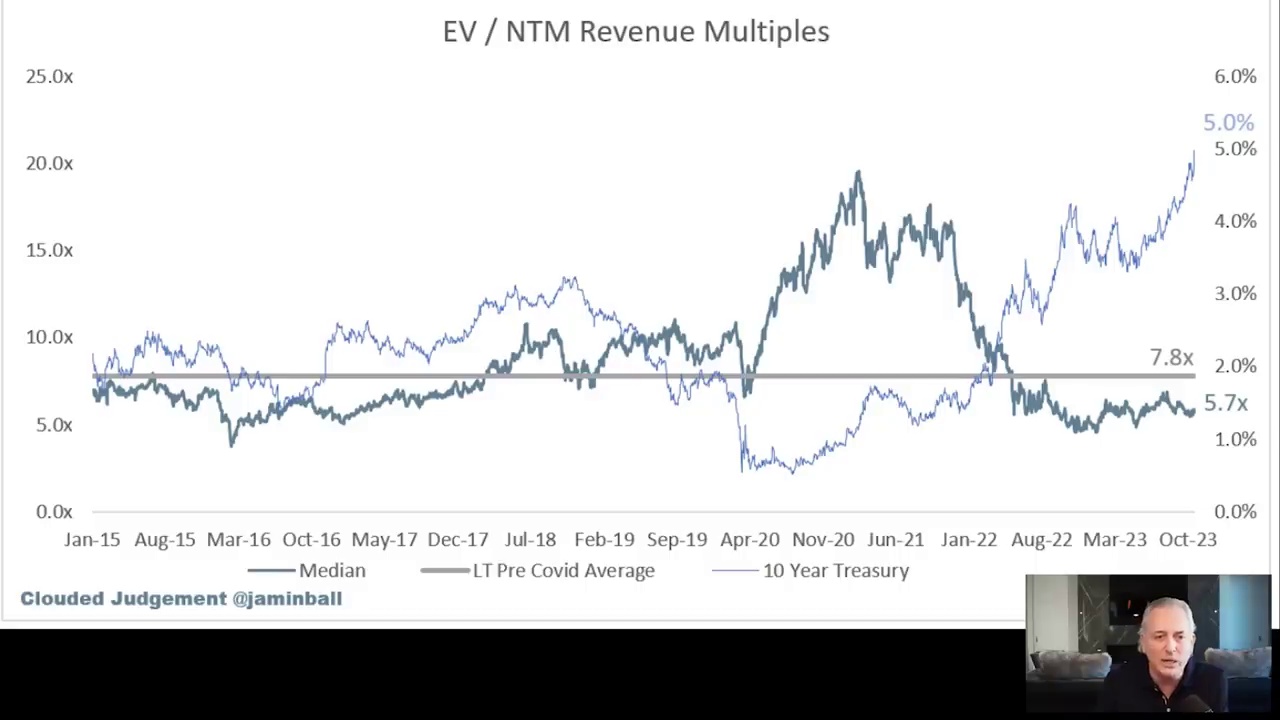 EV / NTM Revenue Multiples
25.0x
20.0x
15.0x
10.0x
5.0x
0.0x
6.0%
5.0%
5.0%
4.0%
3.0%
2.0%
1.0%
0.0%
7.8x
5.7x
Jan-15 Aug-15 Mar-16 Oct-16 May-17 Dec-17 Jul-18 Feb-19 Sep-19 Apr-20 Nov-20 Jun-21 Jan-22 Aug-22 Mar-23 Oct-23
Median LT Pre Covid Average 10 Year Treasury
Clouded Judgement @jaminball